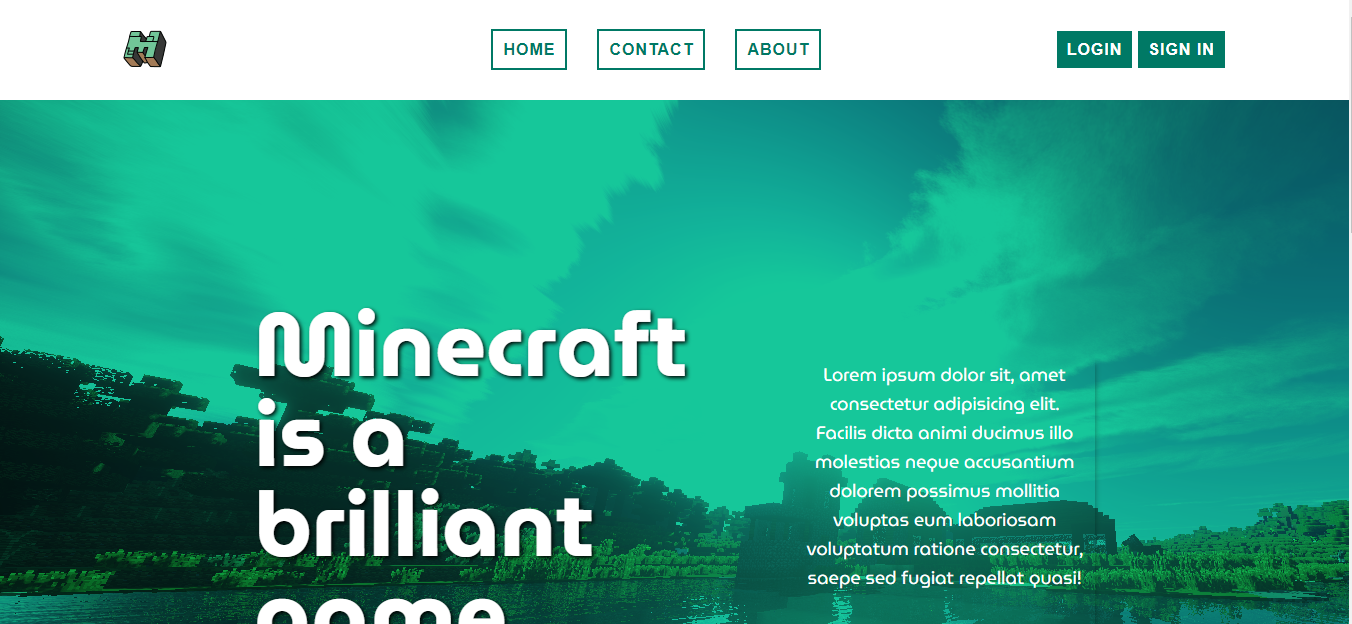 HOME
CONTACT
ABOUT
LOGIN
SIGN IN
Minecraft
is a
brilliant
game
Lorem ipsum dolor sit, amet
consectetur adipisicing elit.
Facilis dicta animi ducimus illo
molestias neque accusantium
dolorem possimus mollitia
voluptas eum laboriosam
voluptatum ratione consectetur,
saepe sed fugiat repellat quasi!